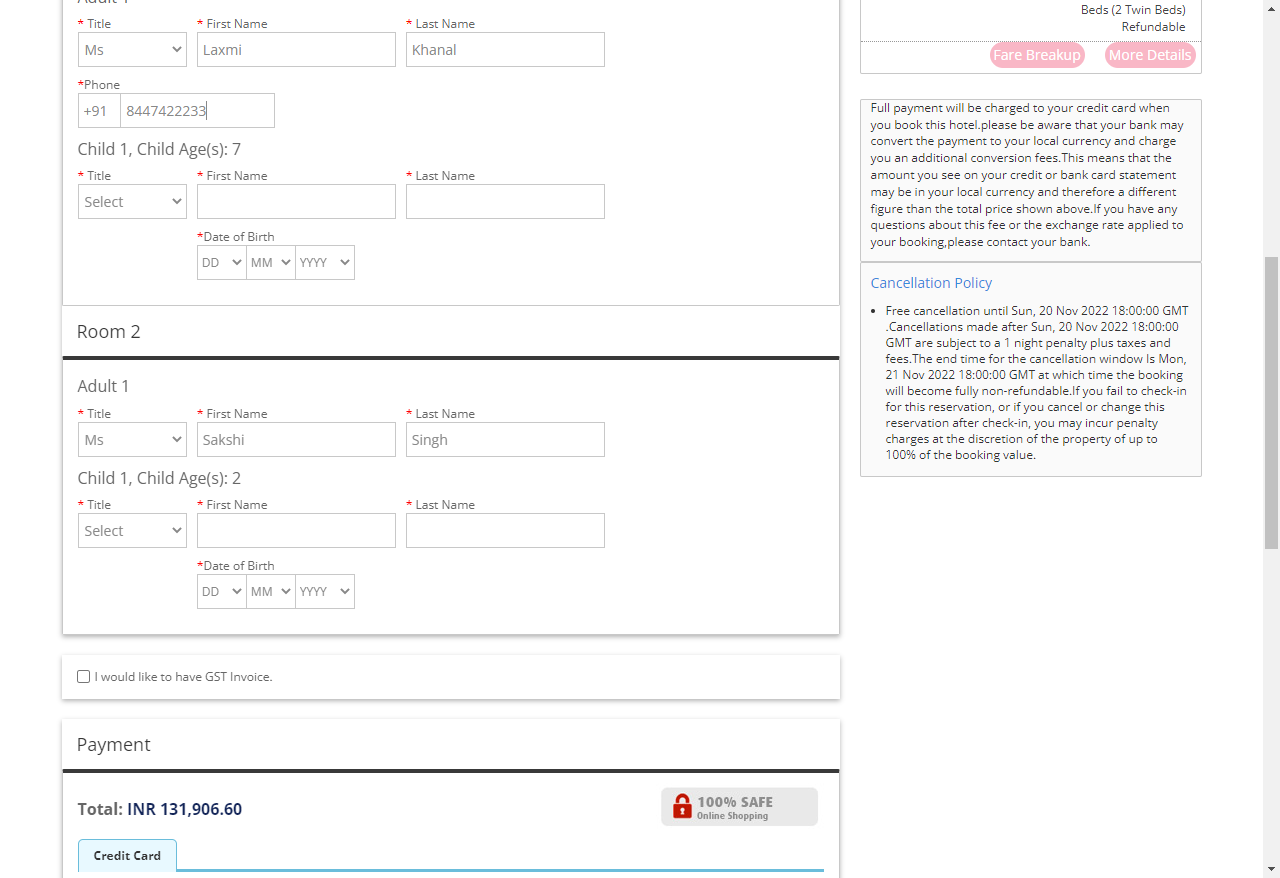 Adult 1
* Title * First Name * Last Name
Ms Laxmi Khanal
*Phone
+91 8447422233
Child 1, Child Age(s): 7
* Title * First Name * Last Name
Select
*Date of Birth
DD MM YYYY
Room 2
Adult 1
* Title * First Name * Last Name
Ms Sakshi Singh
Child 1, Child Age(s): 2
* Title * First Name * Last Name
Select
*Date of Birth
DD MM YYYY
I would like to have GST Invoice.
Payment
Total: INR 131,906.60
100% SAFE
Online Shopping
Credit Card
Beds (2 Twin Beds)
Refundable
Fare Breakup More Details
Full payment will be charged to your credit card when
you book this hotel.please be aware that your bank may
convert the payment to your local currency and charge
you an additional conversion fees.This means that the
amount you see on your credit or bank card statement
may be in your local currency and therefore a different
figure than the total price shown above.If you have any
questions about this fee or the exchange rate applied to
your booking,please contact your bank.
Cancellation Policy
• Free cancellation until Sun, 20 Nov 2022 18:00:00 GMT
.Cancellations made after Sun, 20 Nov 2022 18:00:00
GMT are subject to a 1 night penalty plus taxes and
fees.The end time for the cancellation window Is Mon,
21 Nov 2022 18:00:00 GMT at which time the booking
will become fully non-refundable.If you fail to check-in
for this reservation, or if you cancel or change this
reservation after check-in, you may incur penalty
charges at the discretion of the property of up to
100% of the booking value.